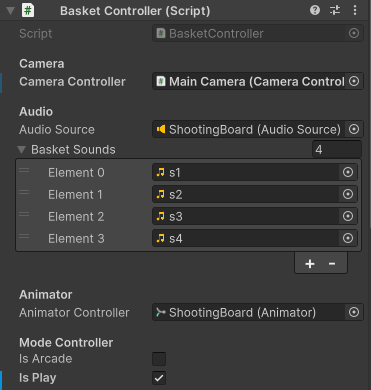 Basket Controller (Script)
Script BasketController
Camera
Camera Controller Main Camera (Camera Control
Audio
Audio Source ShootingBoard (Audio Source)
Basket Sounds 4
Element 0 s1
Element 1 s2
Element 2 s3
Element 3 s4
+ -
Animator
Animator Controller ShootingBoard (Animator)
Mode Controller
Is Arcade
Is Play